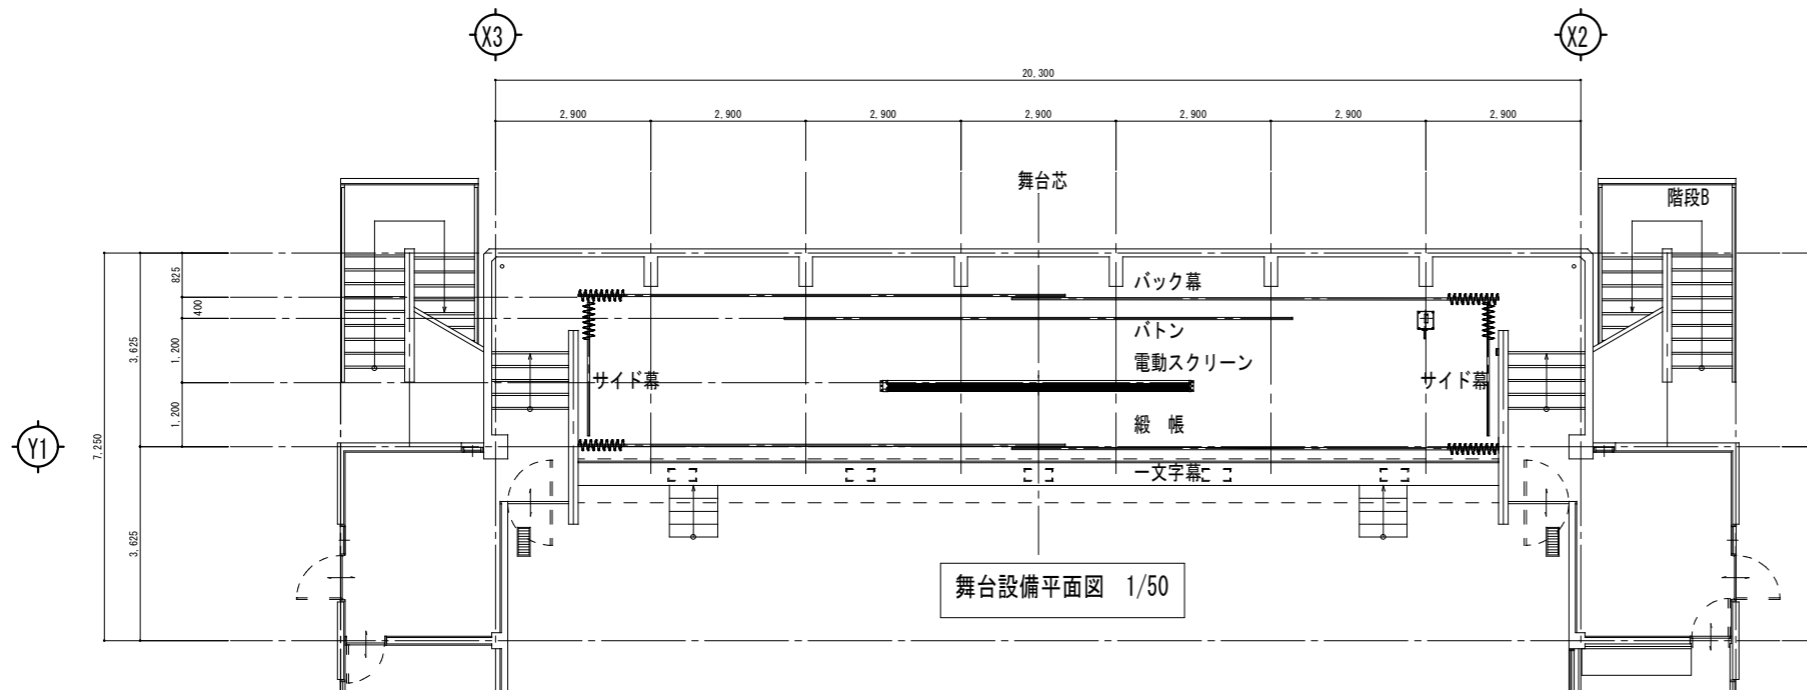 X3
X2
20,300
2,900
2,900
2,900
2,900
2,900
2,900
2,900
舞台芯
階段B
825
400
バック幕
バトン
3,625
1,200
電動スクリーン
サイド幕
サイド幕
1,200
緞 帳
Y1
7,250
一文字幕
3,625
舞台設備平面図 1/50